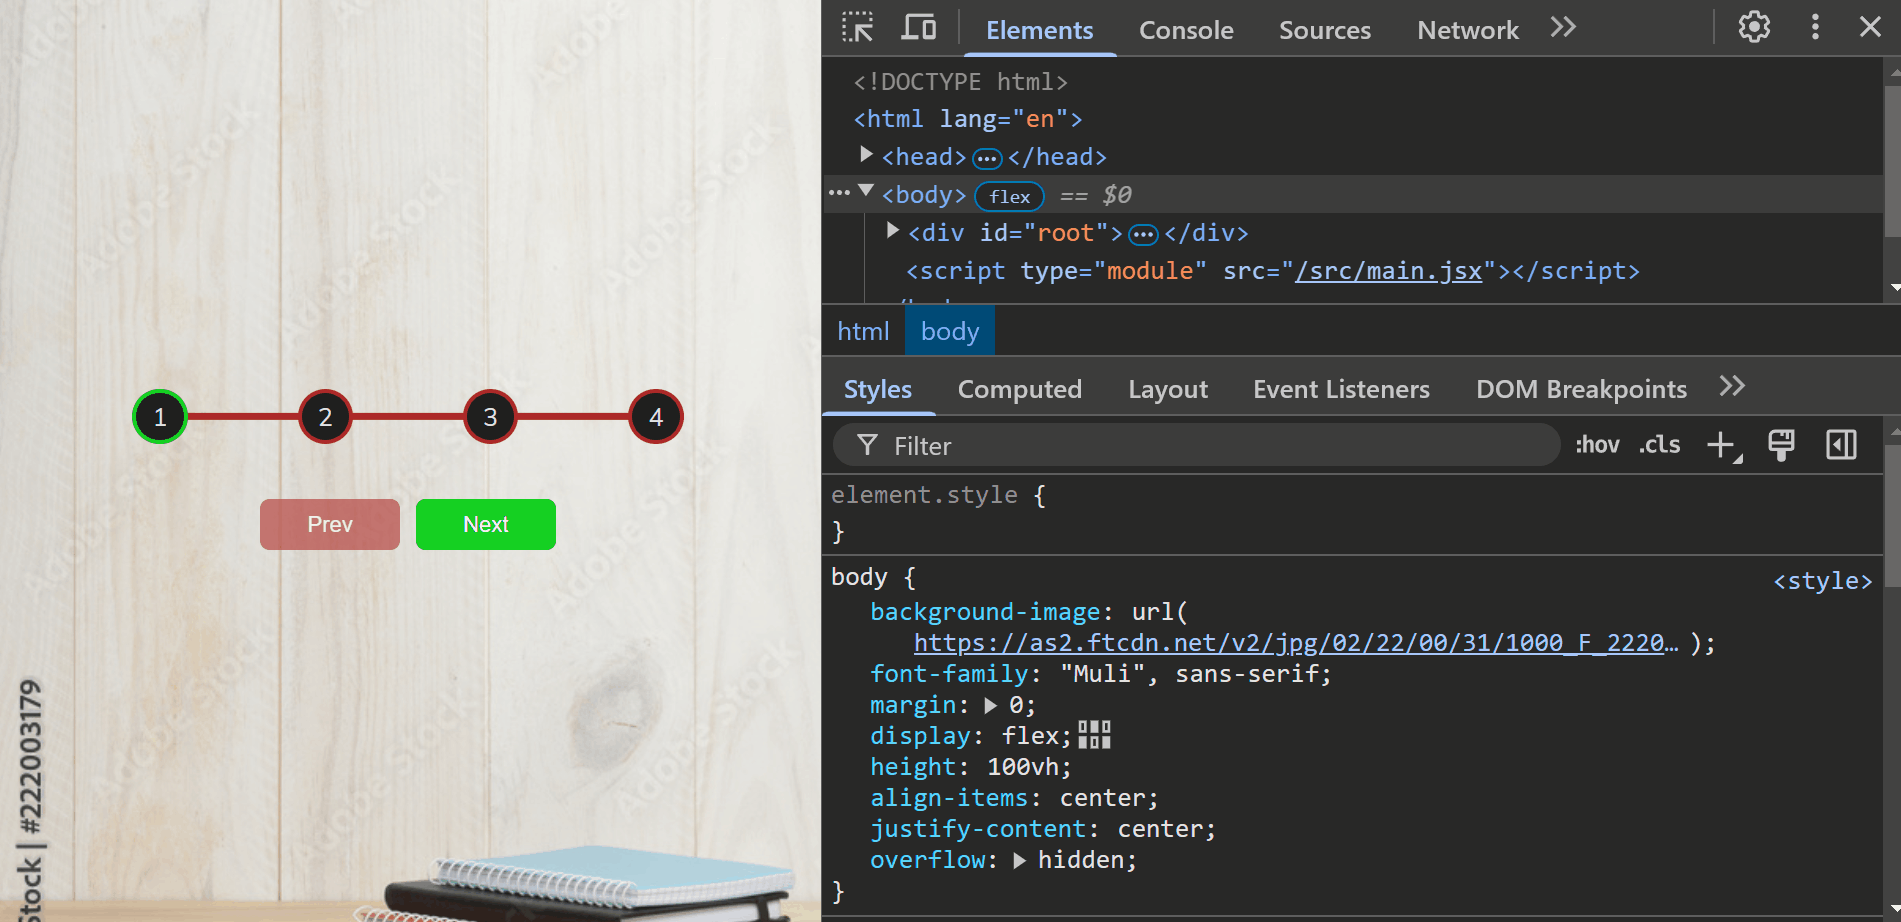 Adobe Stock
Stock | #222003179
1
2
3
4
Prev
Next
Elements
Console
Sources
Network
<!DOCTYPE html>
<html lang="en">
<head>
</head>
<body> flex == $0
<div id="root">
</div>
<script type="module" src="/src/main.jsx"></script>
html
body
Styles
Computed
Layout
Event Listeners
DOM Breakpoints
Filter
:hov
.cls
element.style {
}
body {
<style>
background-image: url(
https://as2.ftcdn.net/v2/jpg/02/22/00/31/1000_F_2220… );
font-family: "Muli", sans-serif;
margin: 0;
display: flex;
height: 100vh;
align-items: center;
justify-content: center;
overflow: hidden;
}